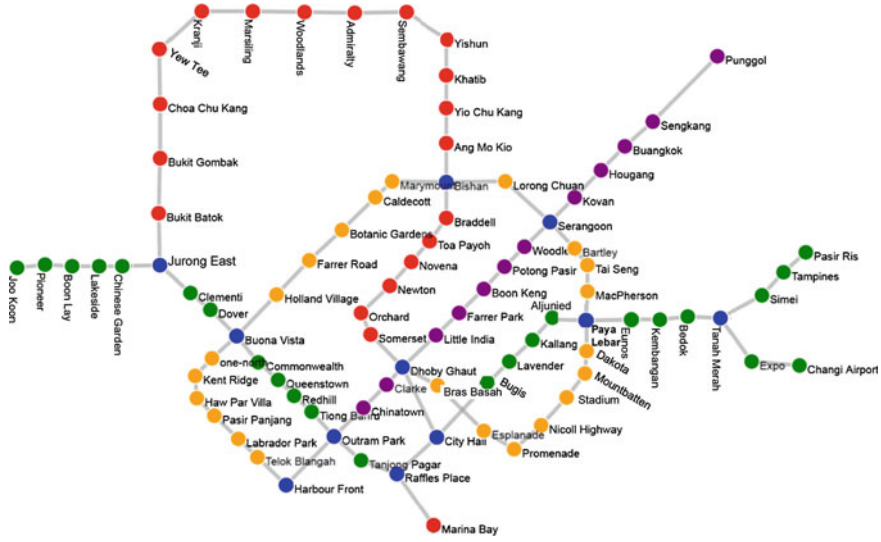 Kranji
Marsiling
Woodlands
Admiralty
Sembawang
Yew Tee
Yishun
Khatib
Punggol
Choa Chu Kang
Yio Chu Kang
Sengkang
Ang Mo Kio
Buangkok
Bukit Gombak
Hougang
Marymount
Bishan
Lorong Chuan
Caldecott
Kovan
Bukit Batok
Braddell
Serangoon
Botanic Gardens
Toa Payoh
Woodle
Bartley
Pasir Ris
Jurong East
Farrer Road
Novena
Potong Pasir
Tai Seng
Tampines
Joo Koon
Pioneer
Boon Lay
Lakeside
Chinese Garden
Clementi
Holland Village
Newton
Boon Keng
MacPherson
Simei
Dover
Orchard
Farrer Park
Aljunied
Buona Vista
Somerset
Little India
Kallang
Paya
Lebar
Eunos
Kembangan
Bedok
Tanah Merah
one-north
Commonwealth
Dhoby Ghaut
Lavender
Dakota
Expo
Changi Airport
Kent Ridge
Queenstown
Clarke
Bras Basah
Bugis
Mountbatten
Haw Par Villa
Redhill
Stadium
Pasir Panjang
Tiong Bahru
Chinatown
Labrador Park
Outram Park
City Hall
Esplanade
Nicoll Highway
Telok Blangah
Tanjong Pagar
Promenade
Harbour Front
Raffles Place
Marina Bay